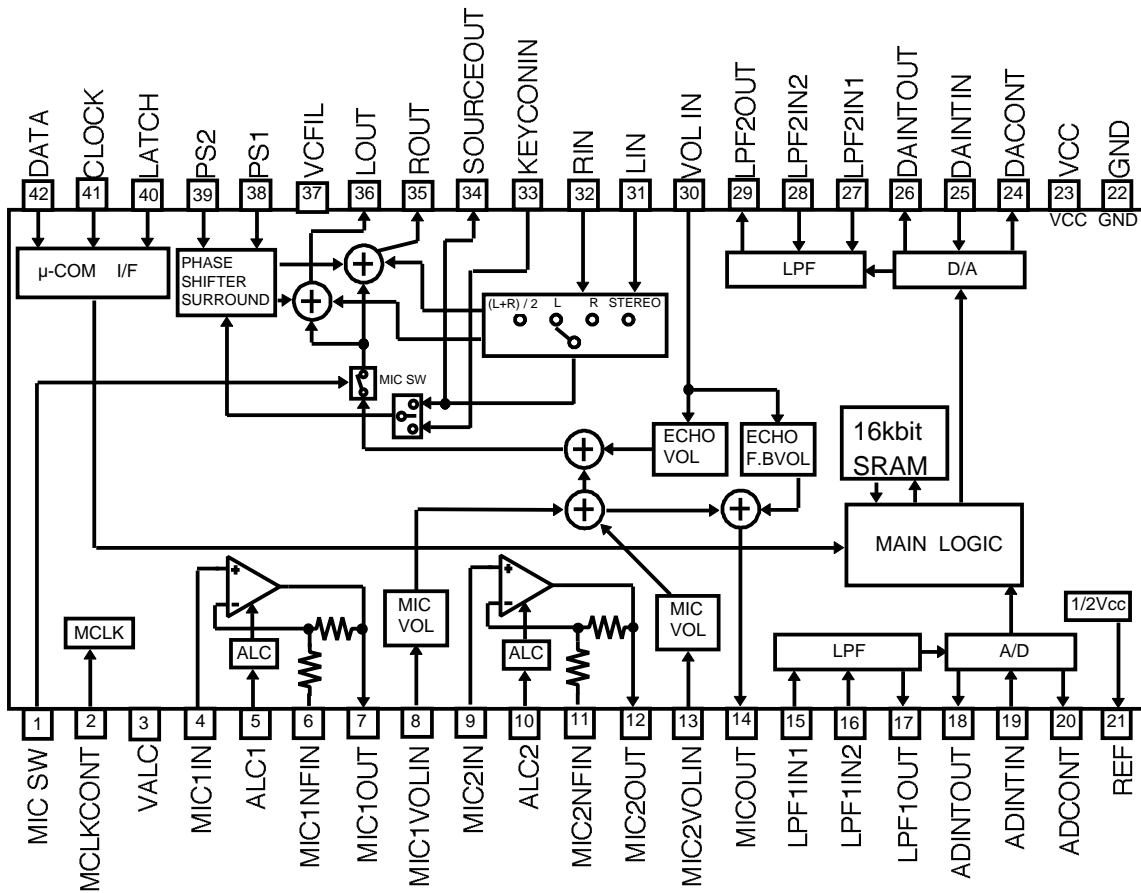 DATA
CLOCK
LATCH
PS2
PS1
VCFIL
LOUT
ROUT
SOURCEOUT
KEYCONIN
RIN
LIN
VOL IN
LPF2OUT
LPF2IN2
LPF2IN1
DAINTOUT
DAINTIN
DACONT
VCC
GND
42 41 40 39 38 37 36 35 34 33 32 31 30 29 28 27 26 25 24 23 22
VCC GND
µ-COM I/F
PHASE
SHIFTER
SURROUND
LPF
D/A
(L+R) / 2 L R STEREO
MIC SW
ECHO
VOL
ECHO
F.BVOL
16kbit
SRAM
MAIN LOGIC
MCLK
ALC
MIC
VOL
ALC
MIC
VOL
LPF
A/D
1/2Vcc
1 2 3 4 5 6 7 8 9 10 11 12 13 14 15 16 17 18 19 20 21
MIC SW
MCLKCONT
VALC
MIC1IN
ALC1
MIC1NFIN
MIC1OUT
MIC1VOLIN
MIC2IN
ALC2
MIC2NFIN
MIC2OUT
MIC2VOLIN
MICOUT
LPF1IN1
LPF1IN2
LPF1OUT
ADINTOUT
ADINTIN
ADCONT
REF